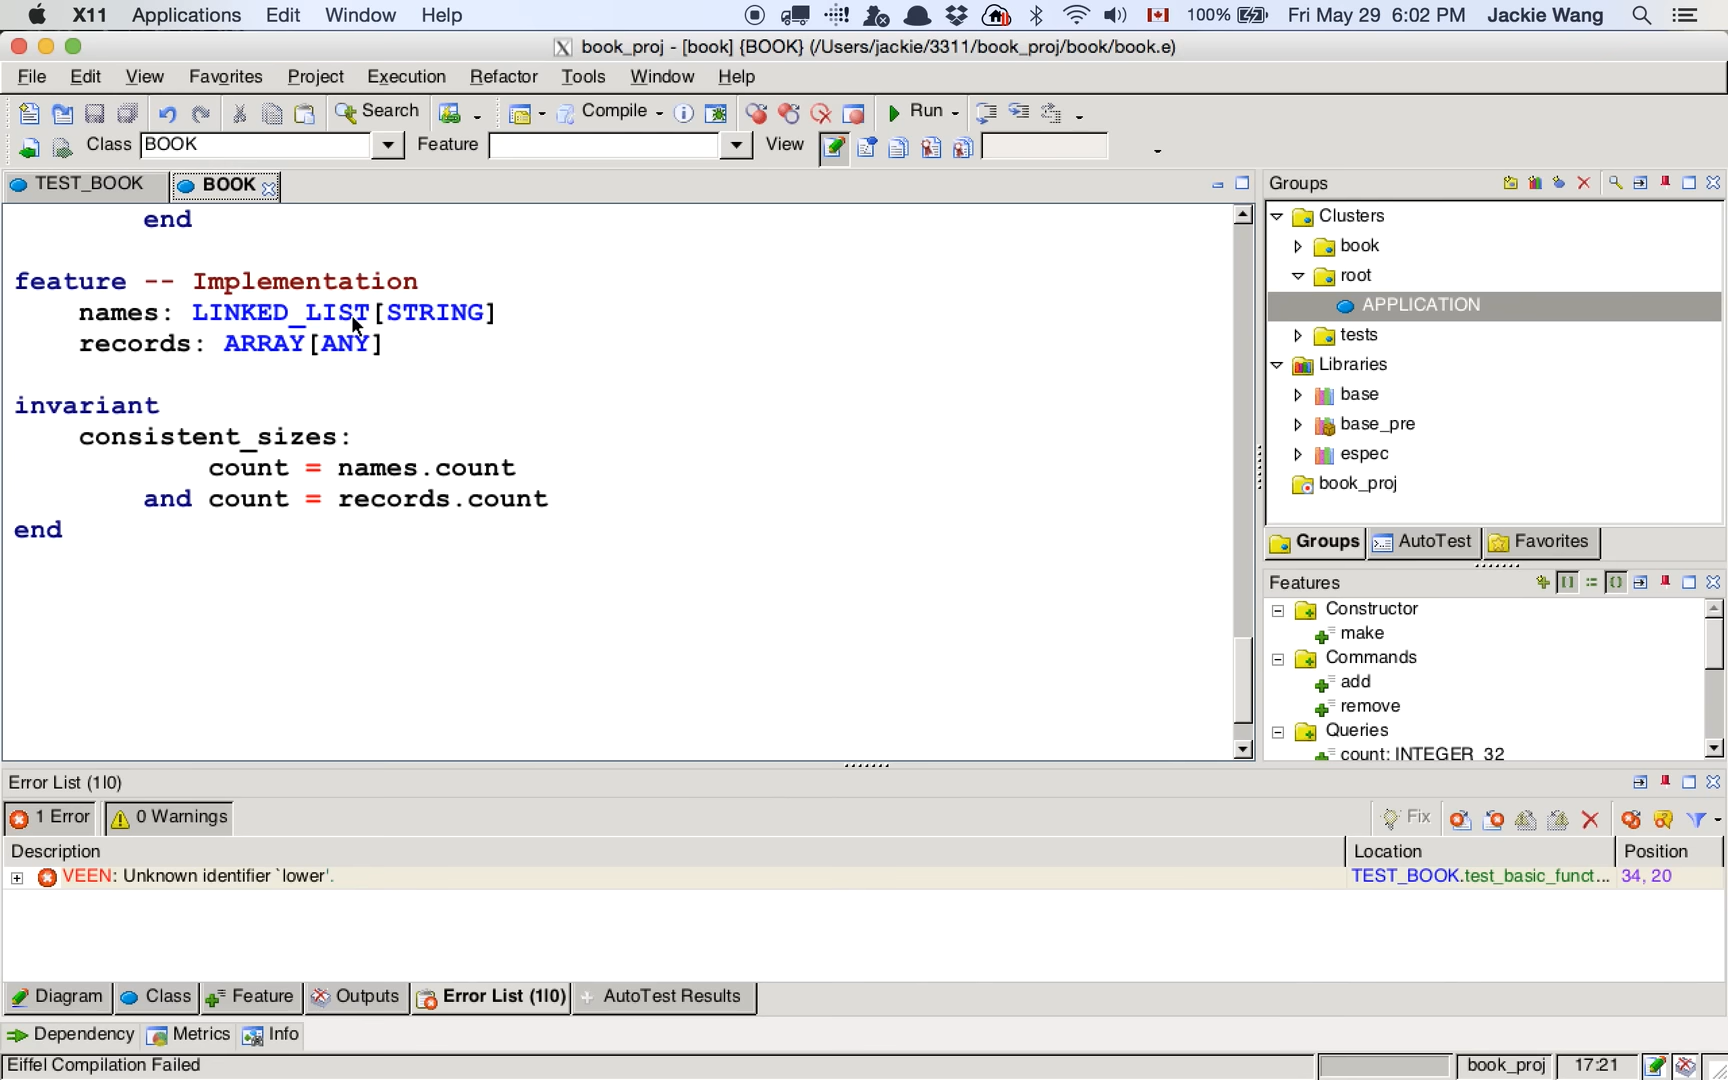 X11 Applications Edit Window Help 100% Fri May 29 6:02 PM Jackie Wang
X book_proj - [book] {BOOK} (/Users/jackie/3311/book_proj/book/book.e)
File Edit View Favorites Project Execution Refactor Tools Window Help
Search Compile Run
Class BOOK Feature View
TEST_BOOK BOOK
end
feature -- Implementation
names: LINKED_LIST[STRING]
records: ARRAY[ANY]
invariant
consistent_sizes:
count = names.count
and count = records.count
end
Groups
Clusters
book
root
APPLICATION
tests
Libraries
base
base_pre
espec
book_proj
Groups AutoTest Favorites
Features
Constructor
make
Commands
add
remove
Queries
count: INTEGER_32
Error List (1|0)
1 Error 0 Warnings Fix
Description Location Position
VEEN: Unknown identifier `lower'. TEST_BOOK.test_basic_funct... 34, 20
Diagram Class Feature Outputs Error List (1|0) AutoTest Results
Dependency Metrics Info
Eiffel Compilation Failed book_proj 17:21